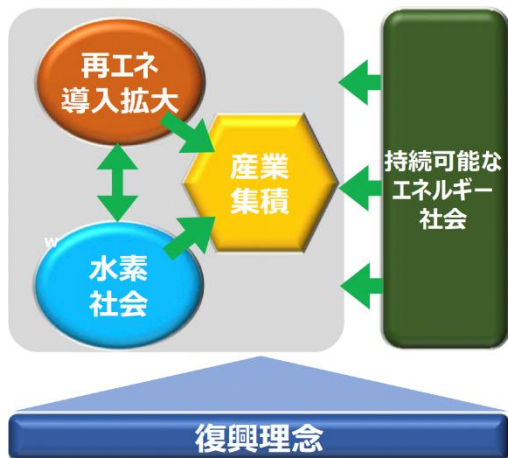 再エネ
導入拡大
産業
集積
持続可能な
エネルギー
社会
w
水素
社会
復興理念